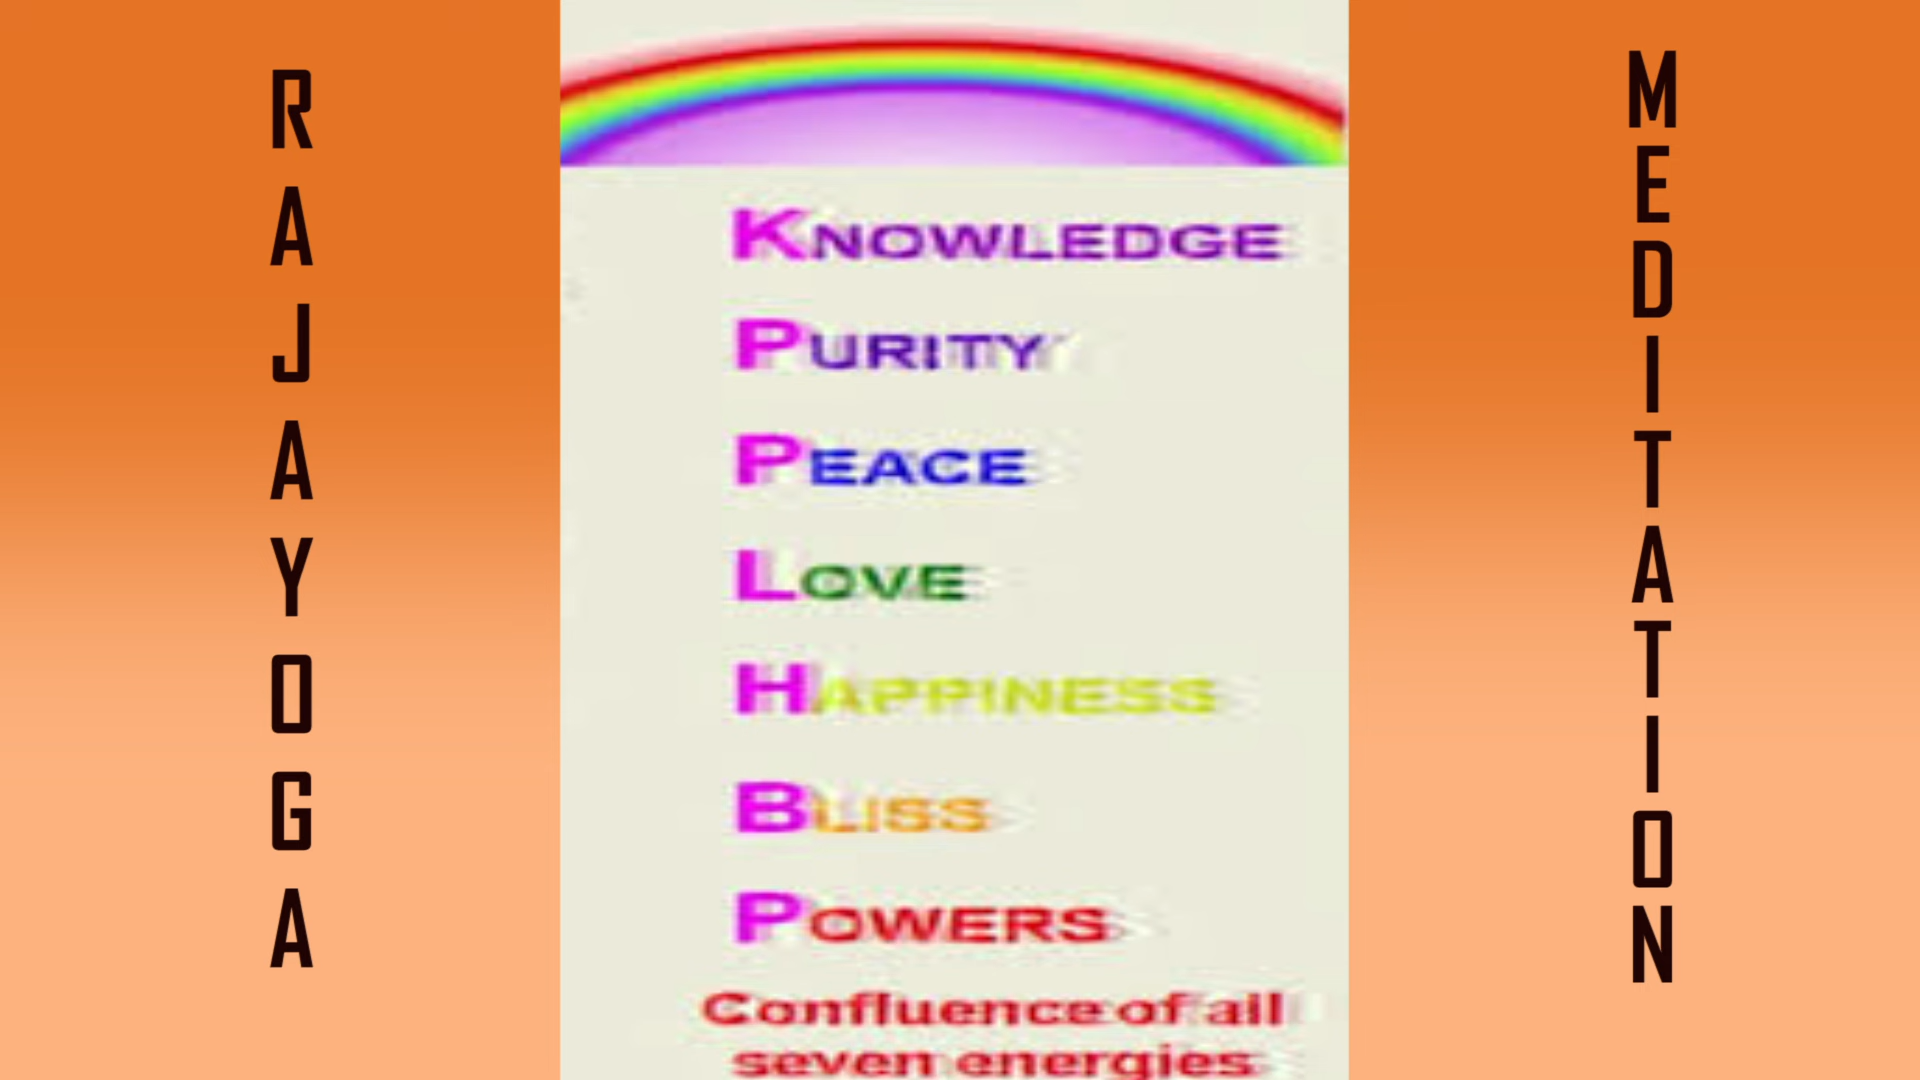 RAJAYOGA
KNOWLEDGE
PURITY
PEACE
LOVE
HAPPINESS
BLISS
POWERS
Confluence of all
seven energies
MEDITATION